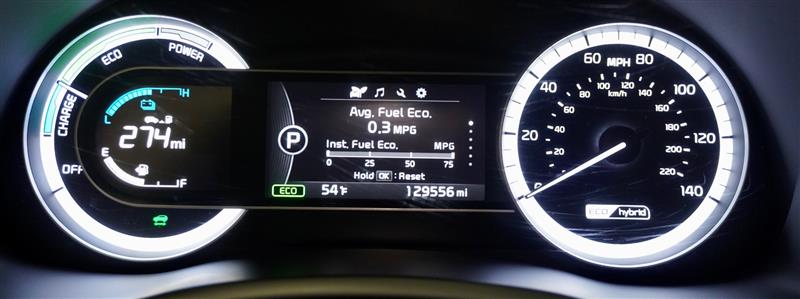 ECO
POWER
CHARGE
OFF
H
274mi
E
F
Avg. Fuel Eco.
0.3 MPG
Inst. Fuel Eco. MPG
0 25 50 75
Hold OK : Reset
P
ECO 54°F 129556 mi
0 20 40 60 MPH 80 100 120 140
0 20 40 60 80 100 120 140 160 180 200 220
km/h
ECO hybrid